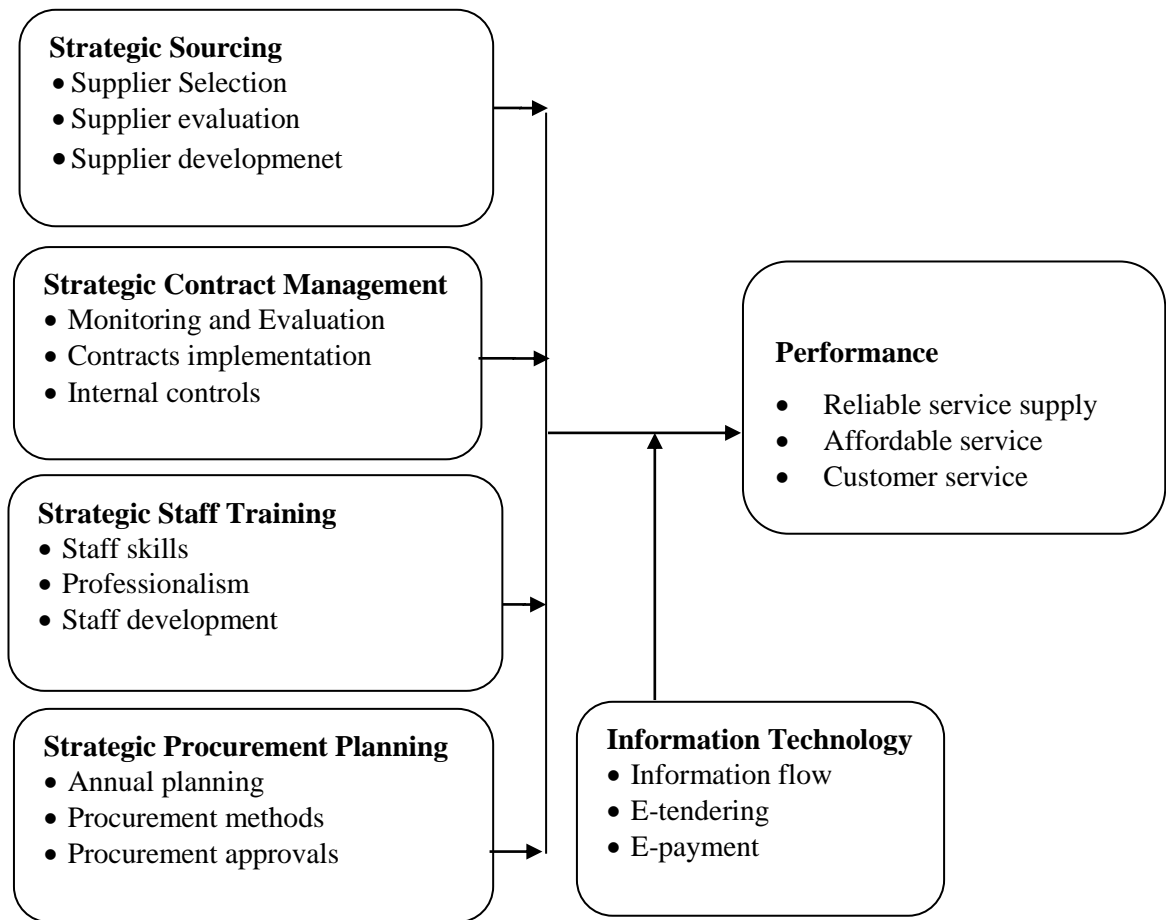 Strategic Sourcing
• Supplier Selection
• Supplier evaluation
• Supplier developmenet
Strategic Contract Management
• Monitoring and Evaluation
• Contracts implementation
• Internal controls
Strategic Staff Training
• Staff skills
• Professionalism
• Staff development
Strategic Procurement Planning
• Annual planning
• Procurement methods
• Procurement approvals
Information Technology
• Information flow
• E-tendering
• E-payment
Performance
• Reliable service supply
• Affordable service
• Customer service